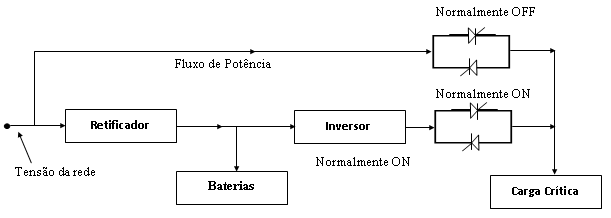 Normalmente OFF
Fluxo de Potência
Normalmente ON
Retificador
Inversor
Tensão da rede
Normalmente ON
Baterias
Carga Crítica